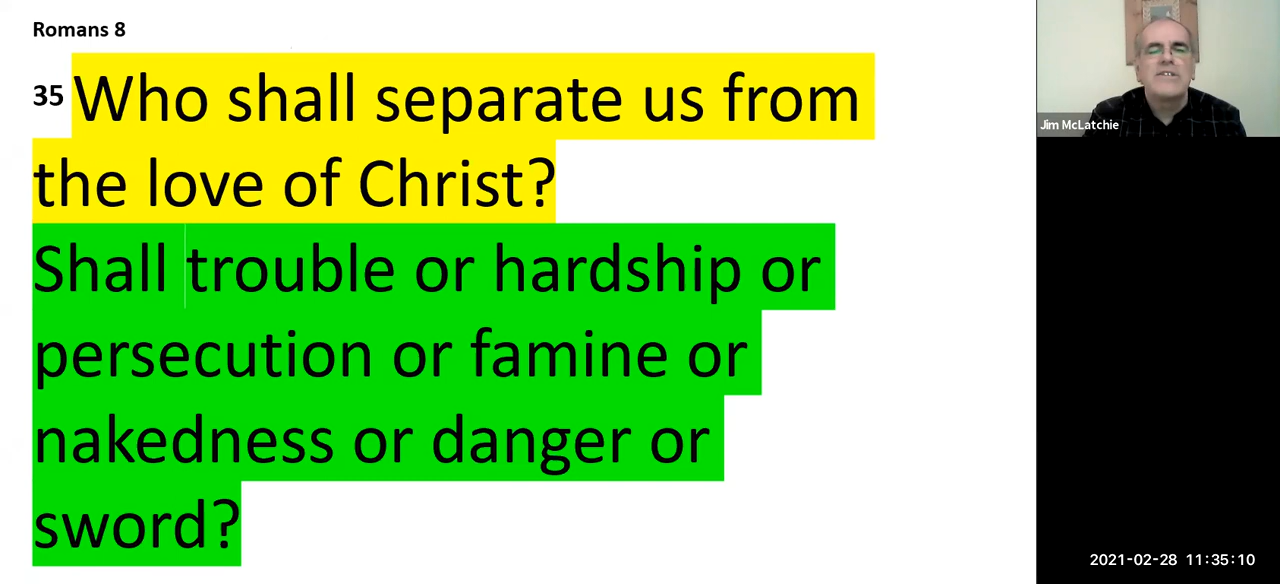 Romans 8
35 Who shall separate us from
the love of Christ?
Shall trouble or hardship or
persecution or famine or
nakedness or danger or
sword?
Jim McLatchie
2021-02-28 11:35:10